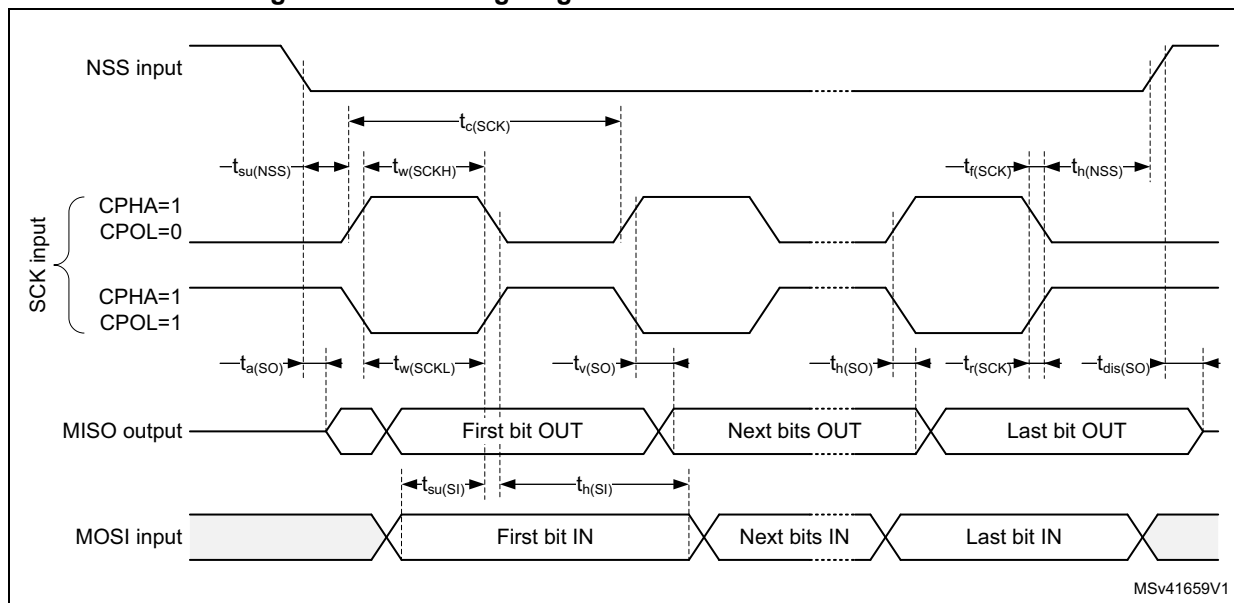 NSS input
tc(SCK)
tsu(NSS)
tw(SCKH)
tf(SCK)
th(NSS)
SCK input
CPHA=1
CPOL=0
CPHA=1
CPOL=1
ta(SO)
tw(SCKL)
tv(SO)
th(SO)
tr(SCK)
tdis(SO)
MISO output
First bit OUT
Next bits OUT
Last bit OUT
tsu(SI)
th(SI)
MOSI input
First bit IN
Next bits IN
Last bit IN
MSv41659V1